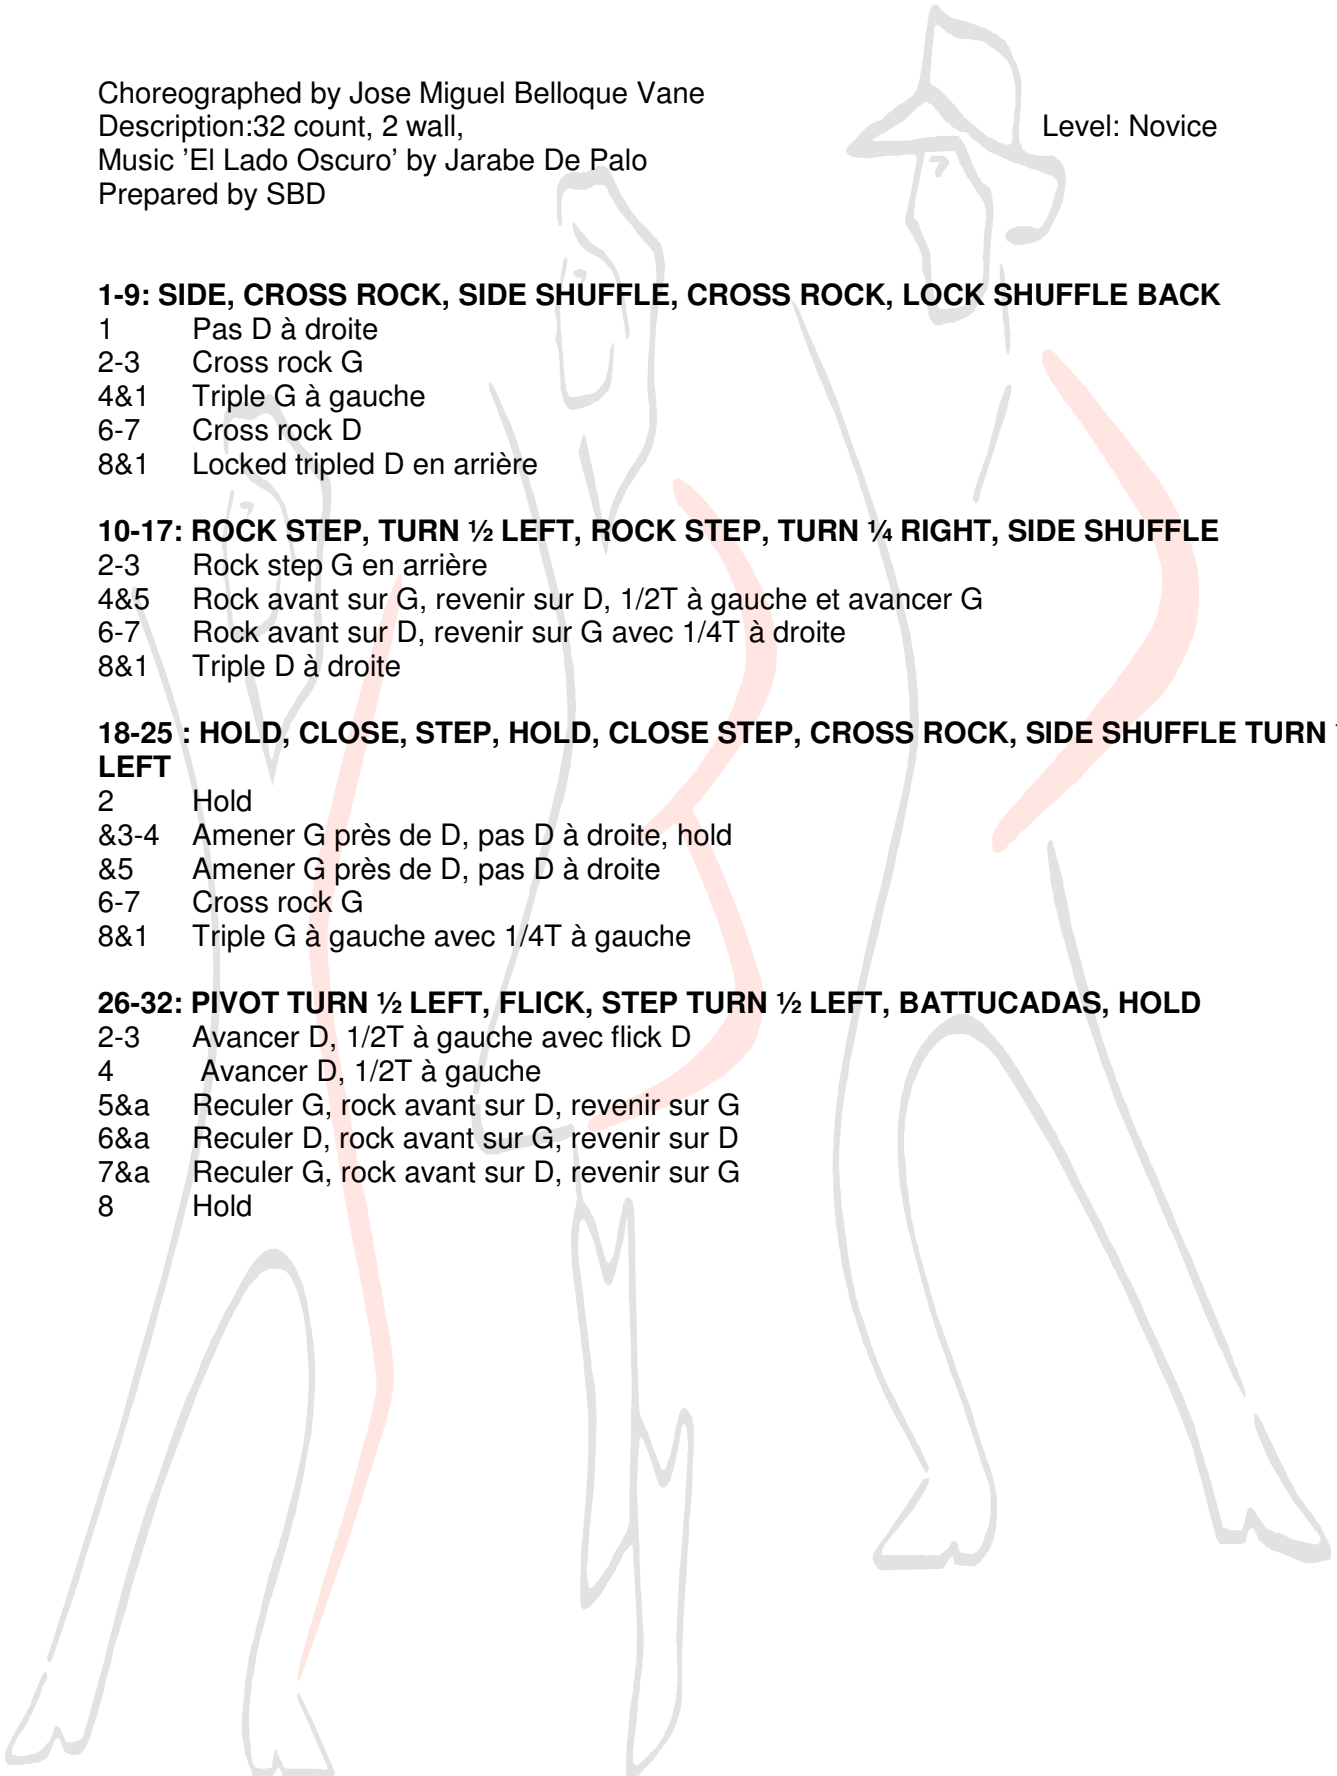 Choreographed by Jose Miguel Belloque Vane
Description:32 count, 2 wall, Level: Novice
Music ’El Lado Oscuro’ by Jarabe De Palo
Prepared by SBD
1-9: SIDE, CROSS ROCK, SIDE SHUFFLE, CROSS ROCK, LOCK SHUFFLE BACK
1 Pas D à droite
2-3 Cross rock G
4&1 Triple G à gauche
6-7 Cross rock D
8&1 Locked tripled D en arrière
10-17: ROCK STEP, TURN ½ LEFT, ROCK STEP, TURN ¼ RIGHT, SIDE SHUFFLE
2-3 Rock step G en arrière
4&5 Rock avant sur G, revenir sur D, 1/2T à gauche et avancer G
6-7 Rock avant sur D, revenir sur G avec 1/4T à droite
8&1 Triple D à droite
18-25 : HOLD, CLOSE, STEP, HOLD, CLOSE STEP, CROSS ROCK, SIDE SHUFFLE TURN
LEFT
2 Hold
&3-4 Amener G près de D, pas D à droite, hold
&5 Amener G près de D, pas D à droite
6-7 Cross rock G
8&1 Triple G à gauche avec 1/4T à gauche
26-32: PIVOT TURN ½ LEFT, FLICK, STEP TURN ½ LEFT, BATTUCADAS, HOLD
2-3 Avancer D, 1/2T à gauche avec flick D
4 Avancer D, 1/2T à gauche
5&a Reculer G, rock avant sur D, revenir sur G
6&a Reculer D, rock avant sur G, revenir sur D
7&a Reculer G, rock avant sur D, revenir sur G
8 Hold